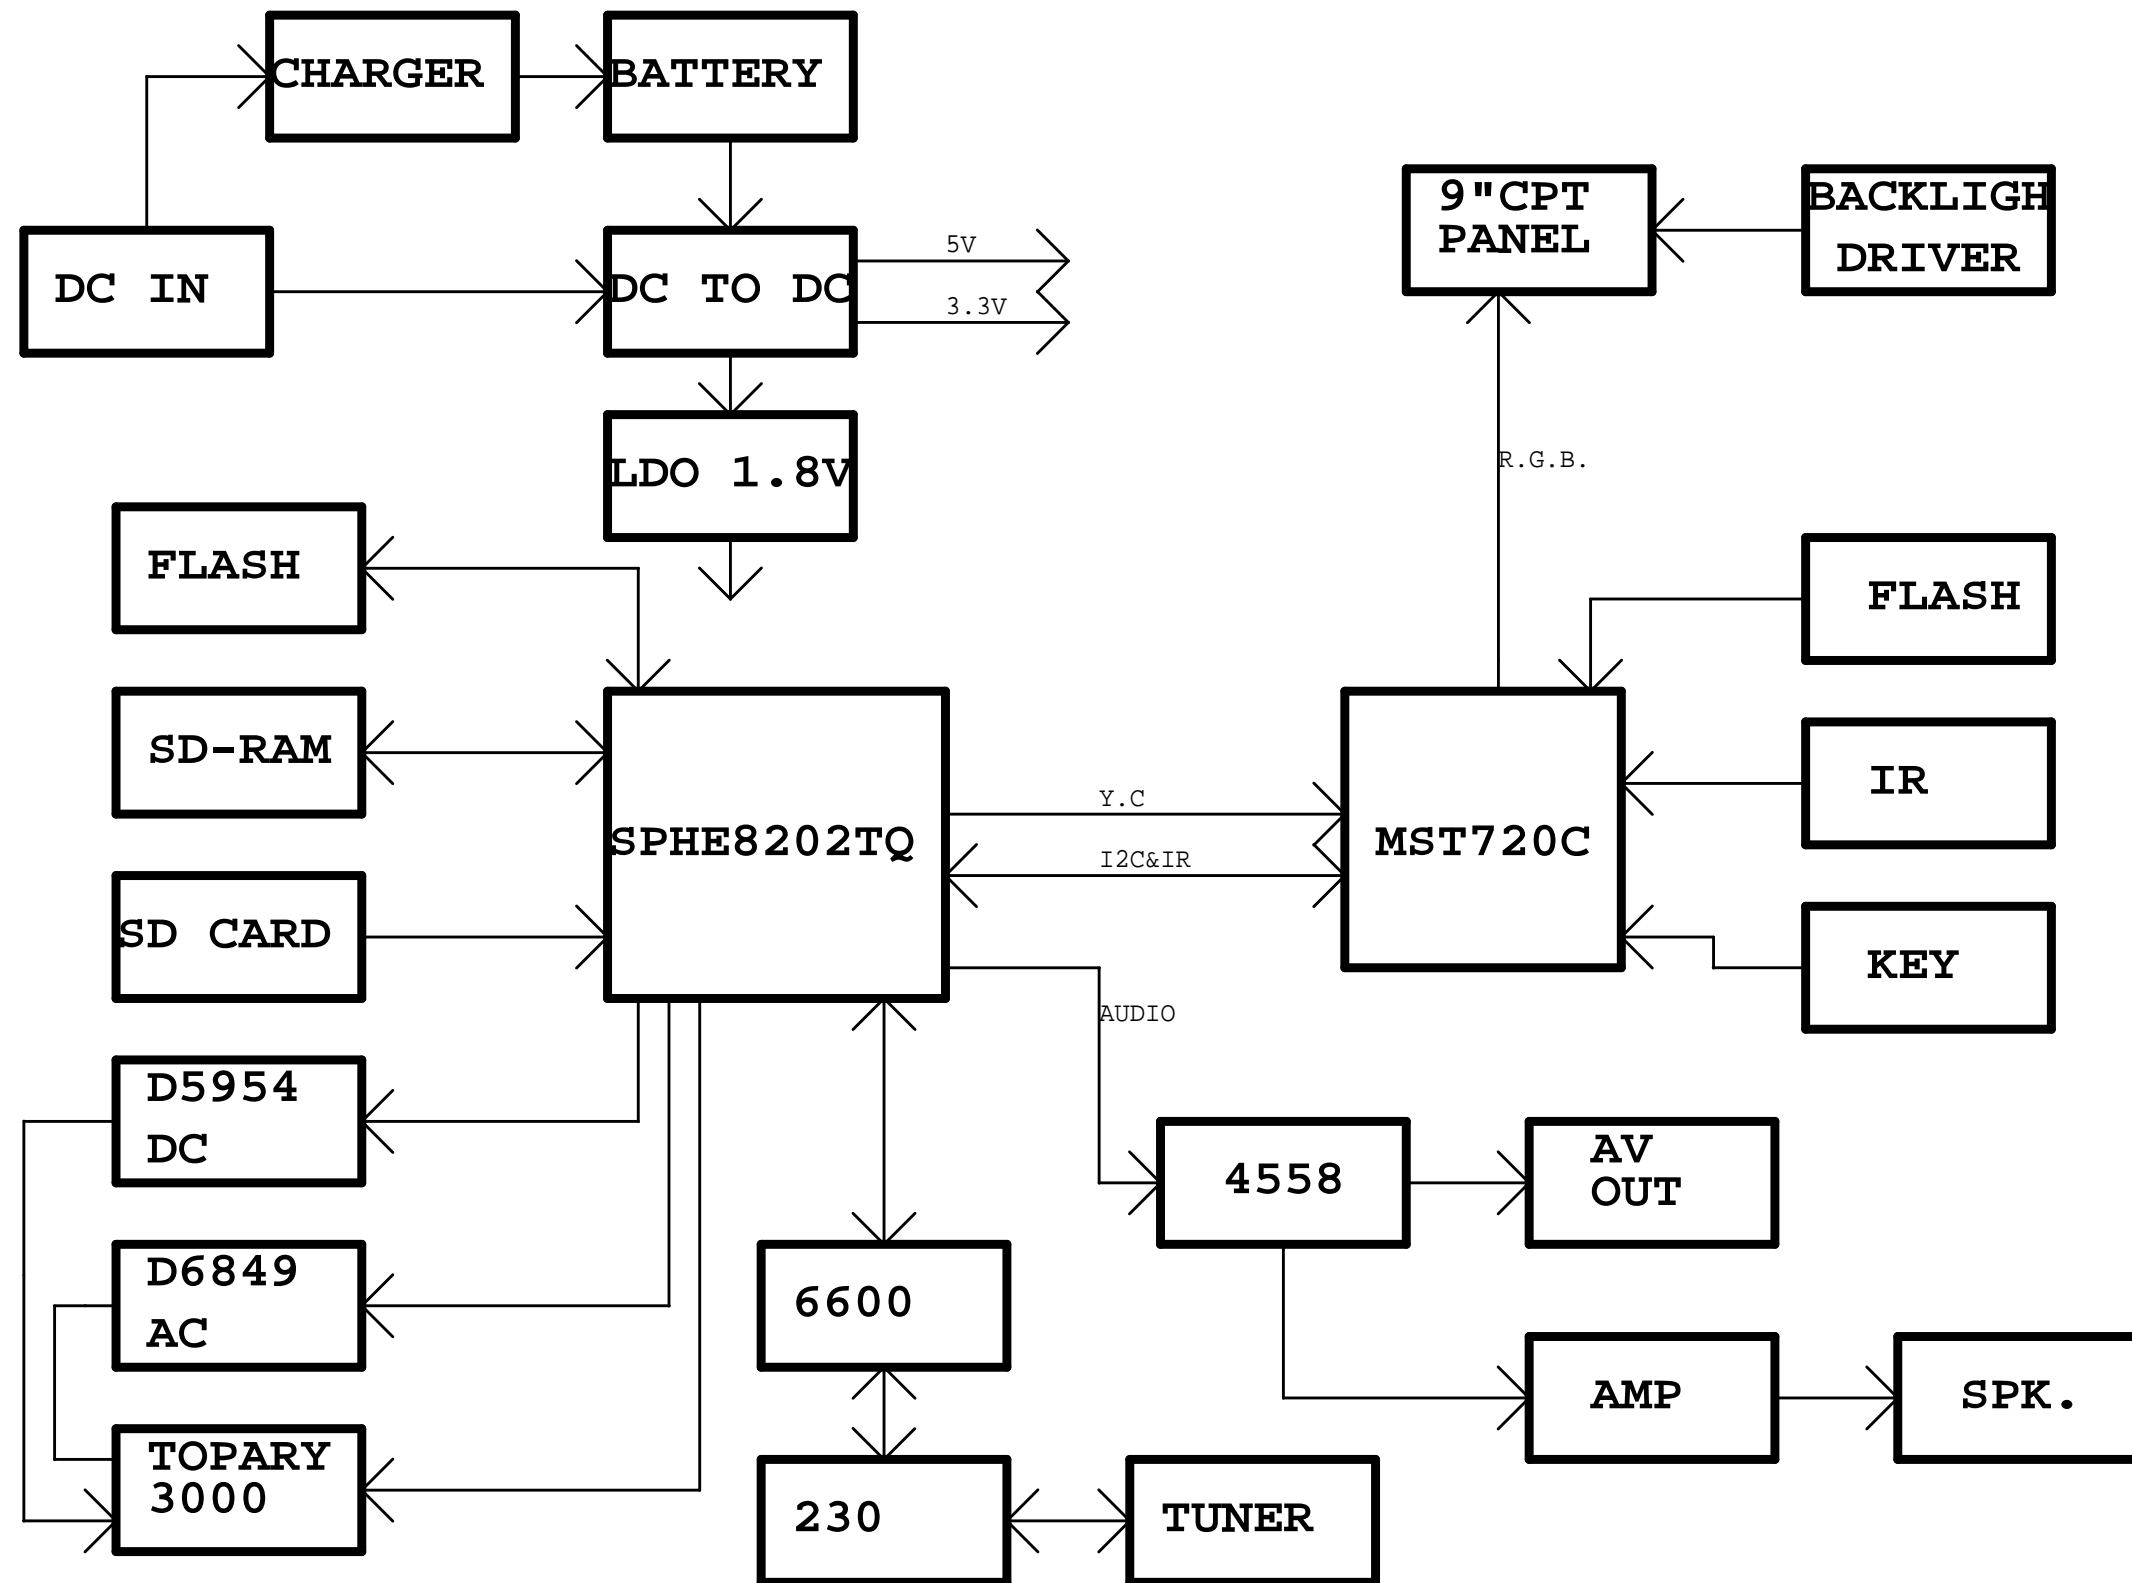 CHARGER
BATTERY
9"CPT
PANEL
BACKLIGH
DRIVER
DC IN
DC TO DC
5V
3.3V
LDO 1.8V
R.G.B.
FLASH
FLASH
SD-RAM
IR
Y.C
SPHE8202TQ
I2C&IR
MST720C
SD CARD
KEY
AUDIO
D5954
DC
4558
AV
OUT
D6849
AC
6600
AMP
SPK.
TOPARY
3000
230
TUNER